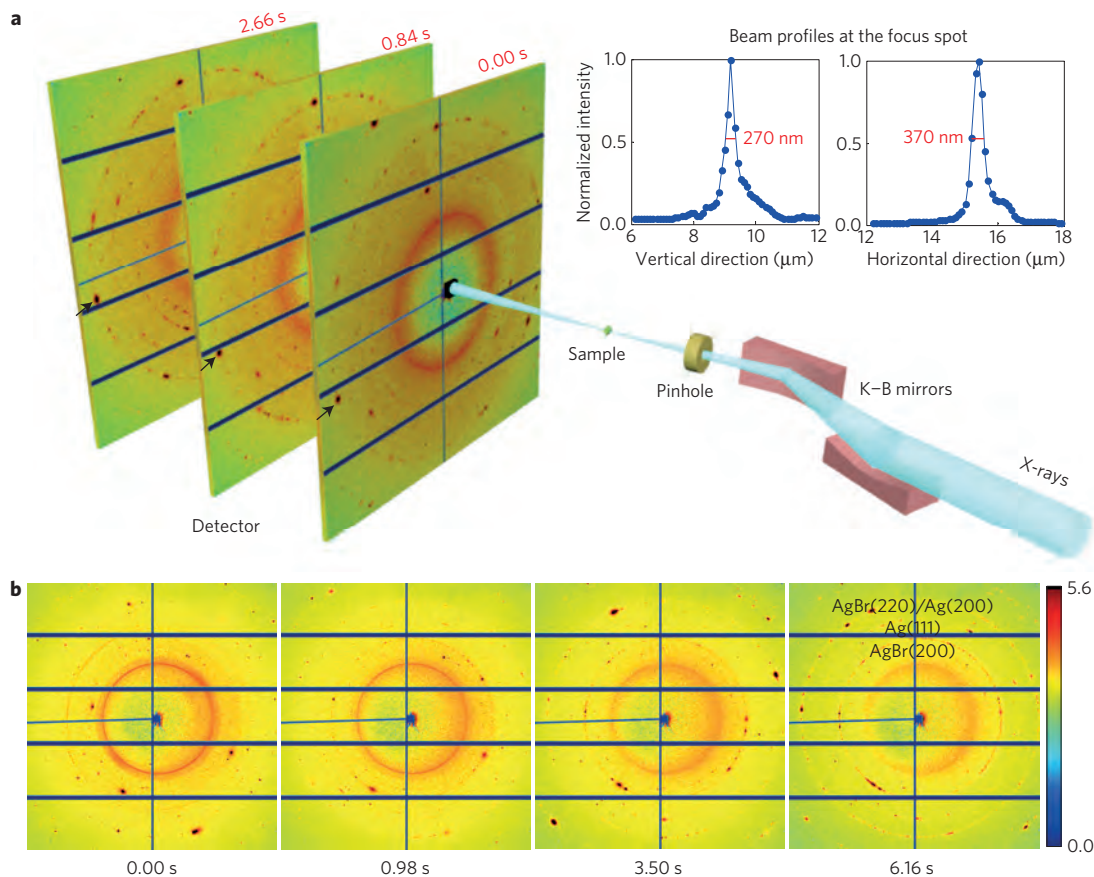 a
2.66 s
0.84 s
0.00 s
Beam profiles at the focus spot
Normalized intensity
1.0
0.5
0.0
270 nm
6 8 10 12
Vertical direction (μm)
1.0
0.5
0.0
370 nm
12 14 16 18
Horizontal direction (μm)
Sample
Pinhole
K–B mirrors
X-rays
Detector
b
AgBr(220)/Ag(200)
Ag(111)
AgBr(200)
5.6
0.0
0.00 s
0.98 s
3.50 s
6.16 s